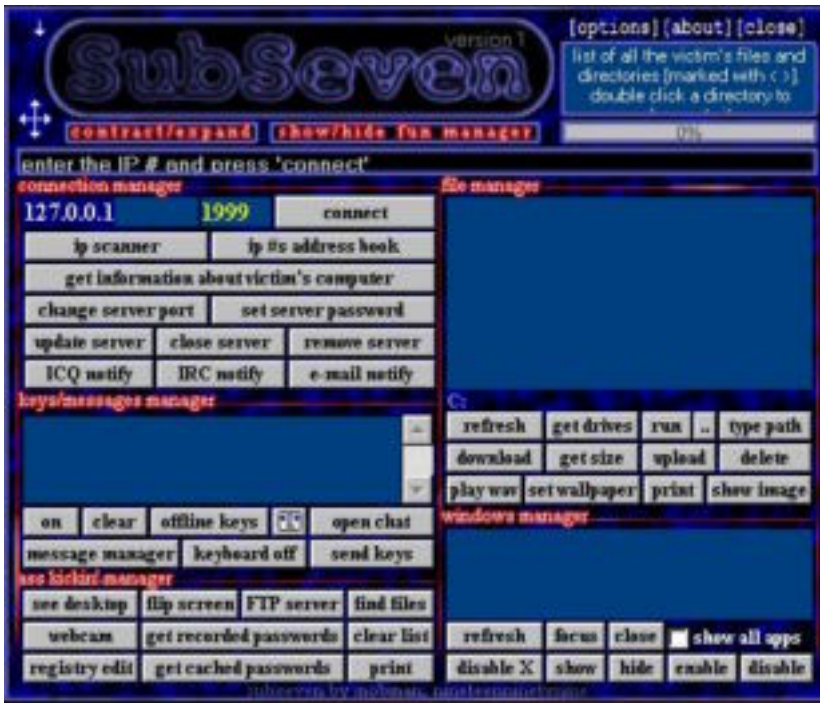 SubSeven version 1
[options] [about] [close]
list of all the victim's files and
directories [marked with < >].
double click a directory to
contract/expand show/hide fun manager
0%
enter the IP # and press 'connect'
connection manager
127.0.0.1 1999 connect
ip scanner ip #s address book
get information about victim's computer
change server port set server password
update server close server remove server
ICQ notify IRC notify e-mail notify
keys/messages manager
on clear offline keys open chat
message manager keyboard off send keys
ass kickin' manager
see desktop flip screen FTP server find files
webcam get recorded passwords clear list
registry edit get cached passwords print
file manager
C:
refresh get drives run .. type path
download get size upload delete
play wav set wallpaper print show image
windows manager
refresh focus close show all apps
disable X show hide enable disable
subseven by mobman,